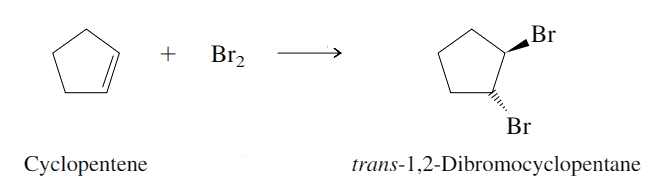 Br
+ Br₂
Br
Cyclopentene trans-1,2-Dibromocyclopentane